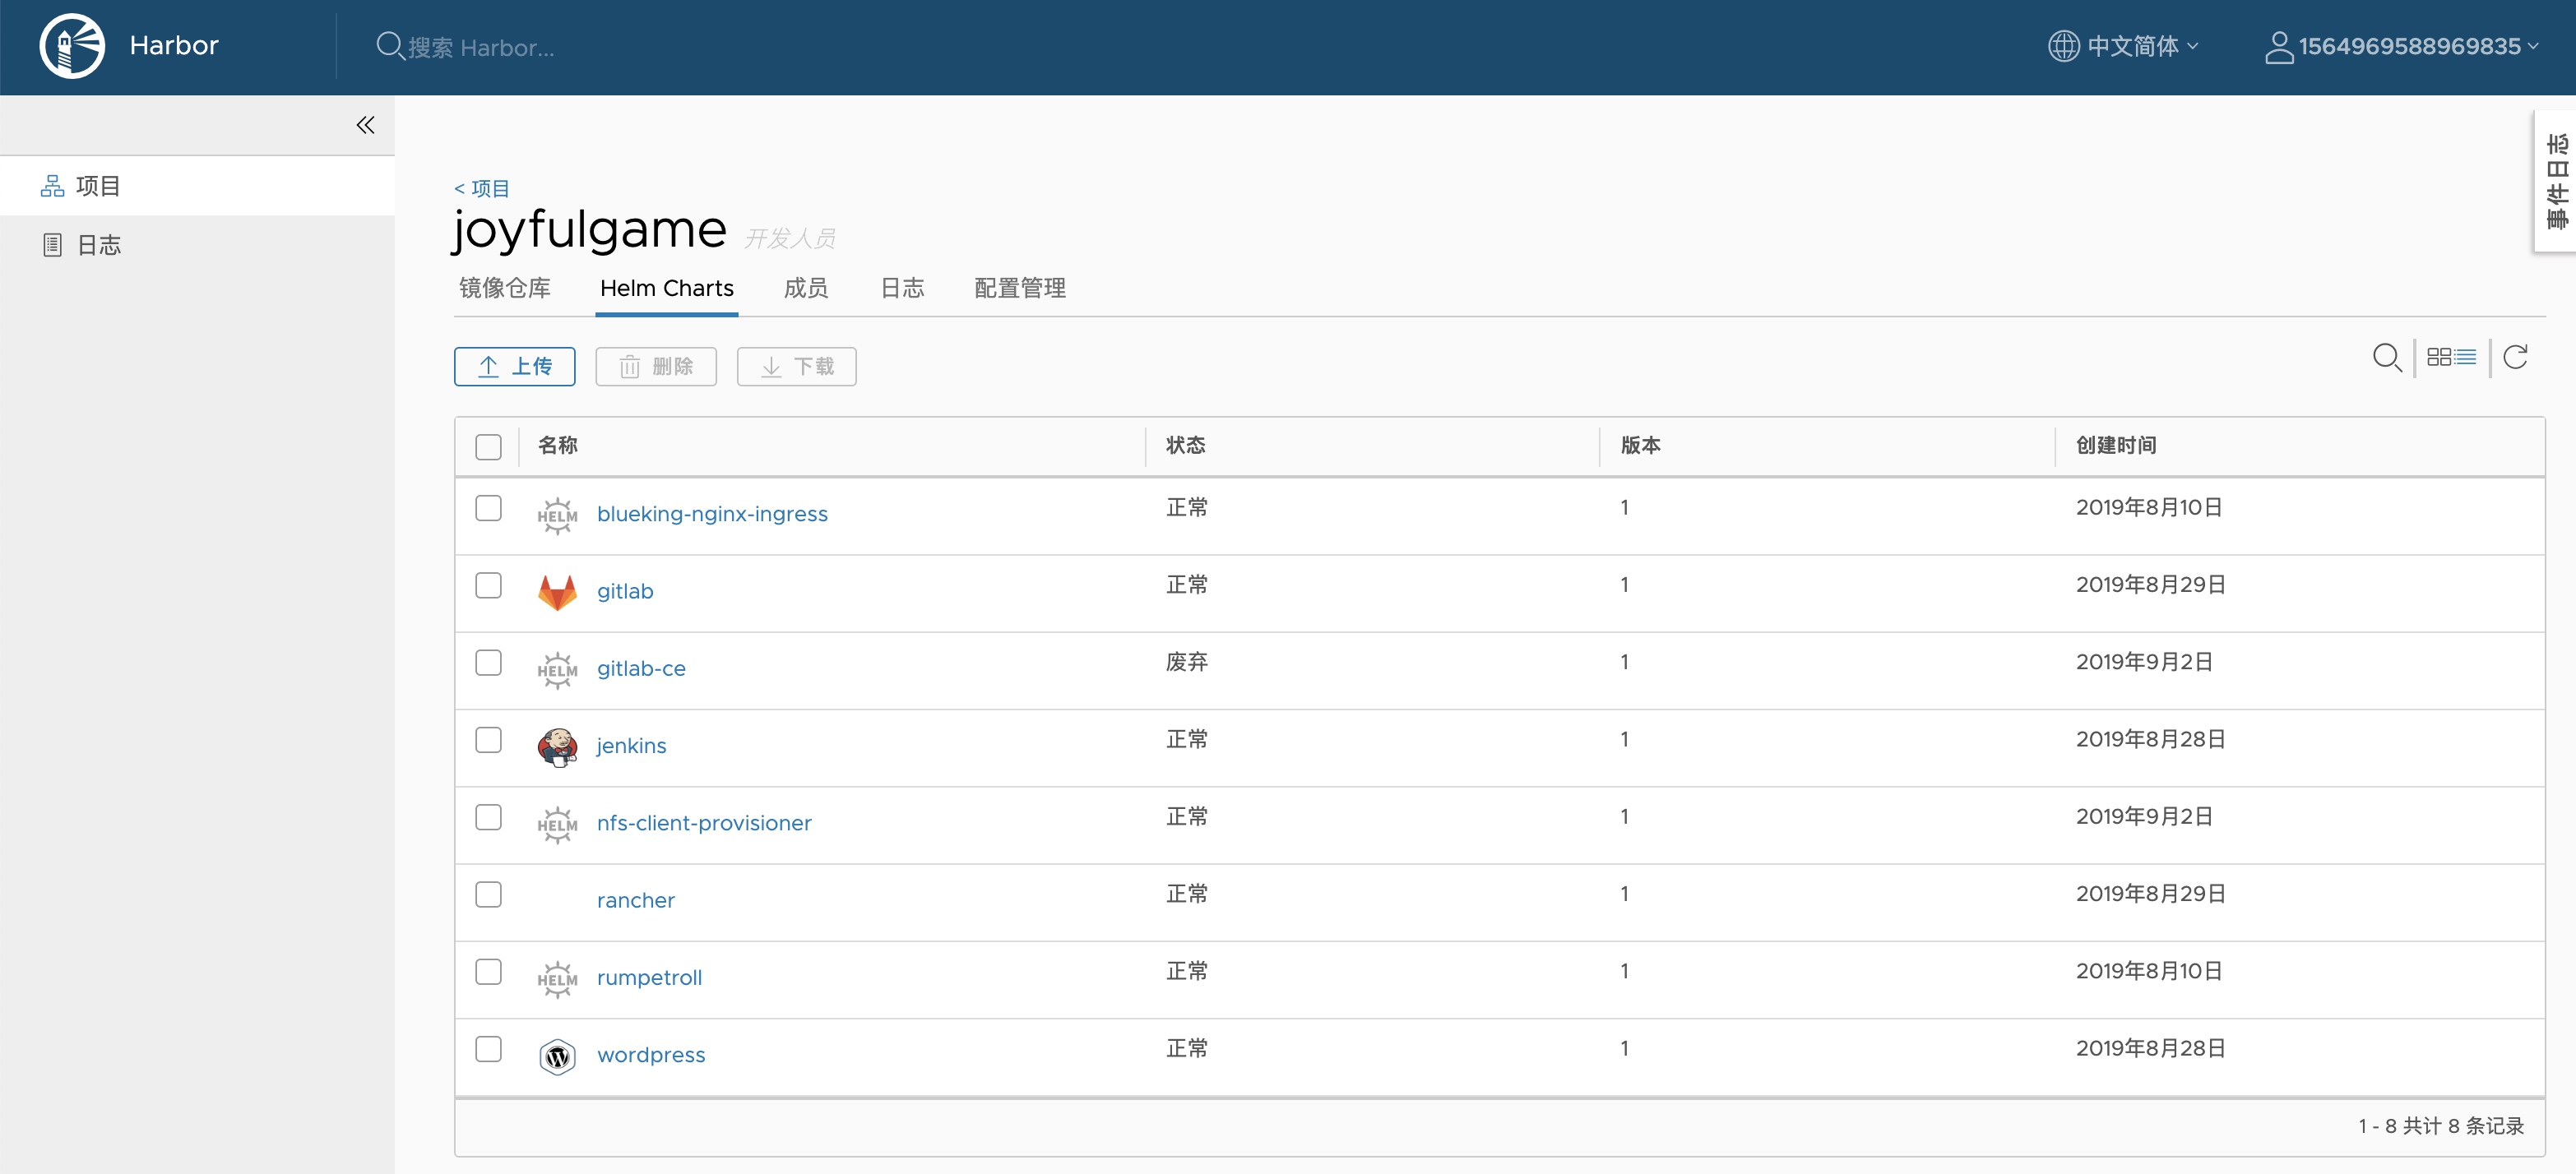 Harbor
搜索 Harbor...
中文简体
1564969588969835
事件日志
项目
日志
< 项目
joyfulgame 开发人员
镜像仓库 Helm Charts 成员 日志 配置管理
上传 删除 下载
名称 状态 版本 创建时间
HELM blueking-nginx-ingress 正常 1 2019年8月10日
gitlab 正常 1 2019年8月29日
HELM gitlab-ce 废弃 1 2019年9月2日
jenkins 正常 1 2019年8月28日
HELM nfs-client-provisioner 正常 1 2019年9月2日
rancher 正常 1 2019年8月29日
HELM rumpetroll 正常 1 2019年8月10日
W wordpress 正常 1 2019年8月28日
1 - 8 共计 8 条记录